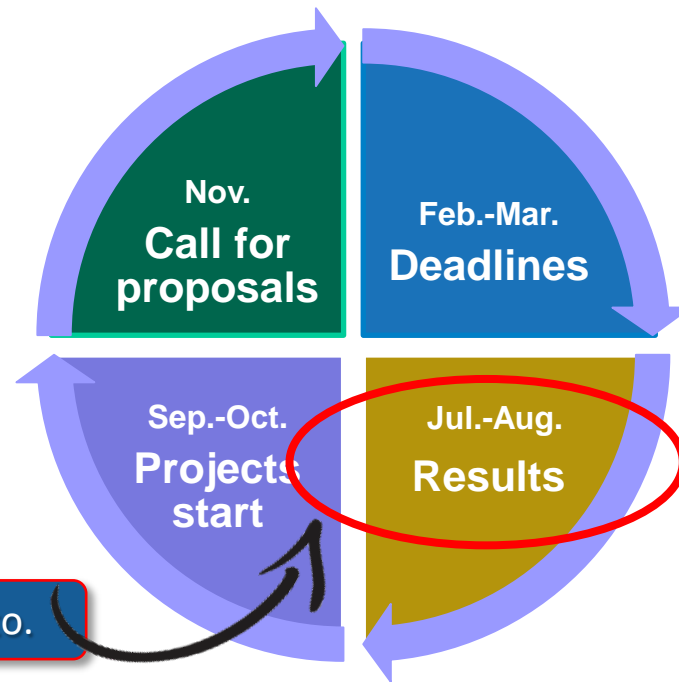 Nov.
Call for
proposals
Feb.-Mar.
Deadlines
Sep.-Oct.
Projects
start
Jul.-Aug.
Results
o.